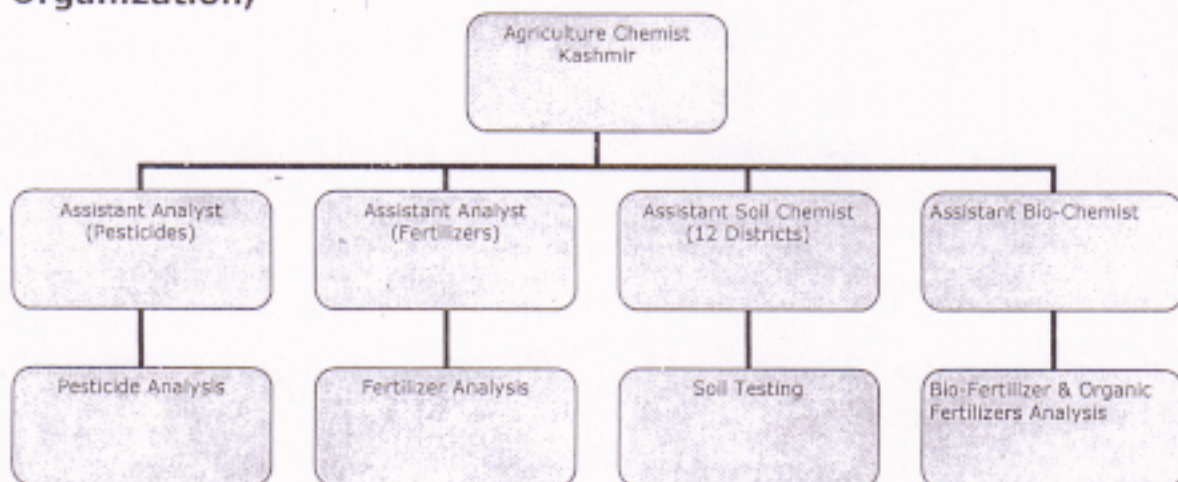 Organization)
Agriculture Chemist
Kashmir
Assistant Analyst
(Pesticides)
Assistant Analyst
(Fertilizers)
Assistant Soil Chemist
(12 Districts)
Assistant Bio-Chemist
Pesticide Analysis
Fertilizer Analysis
Soil Testing
Bio-Fertilizer & Organic
Fertilizers Analysis